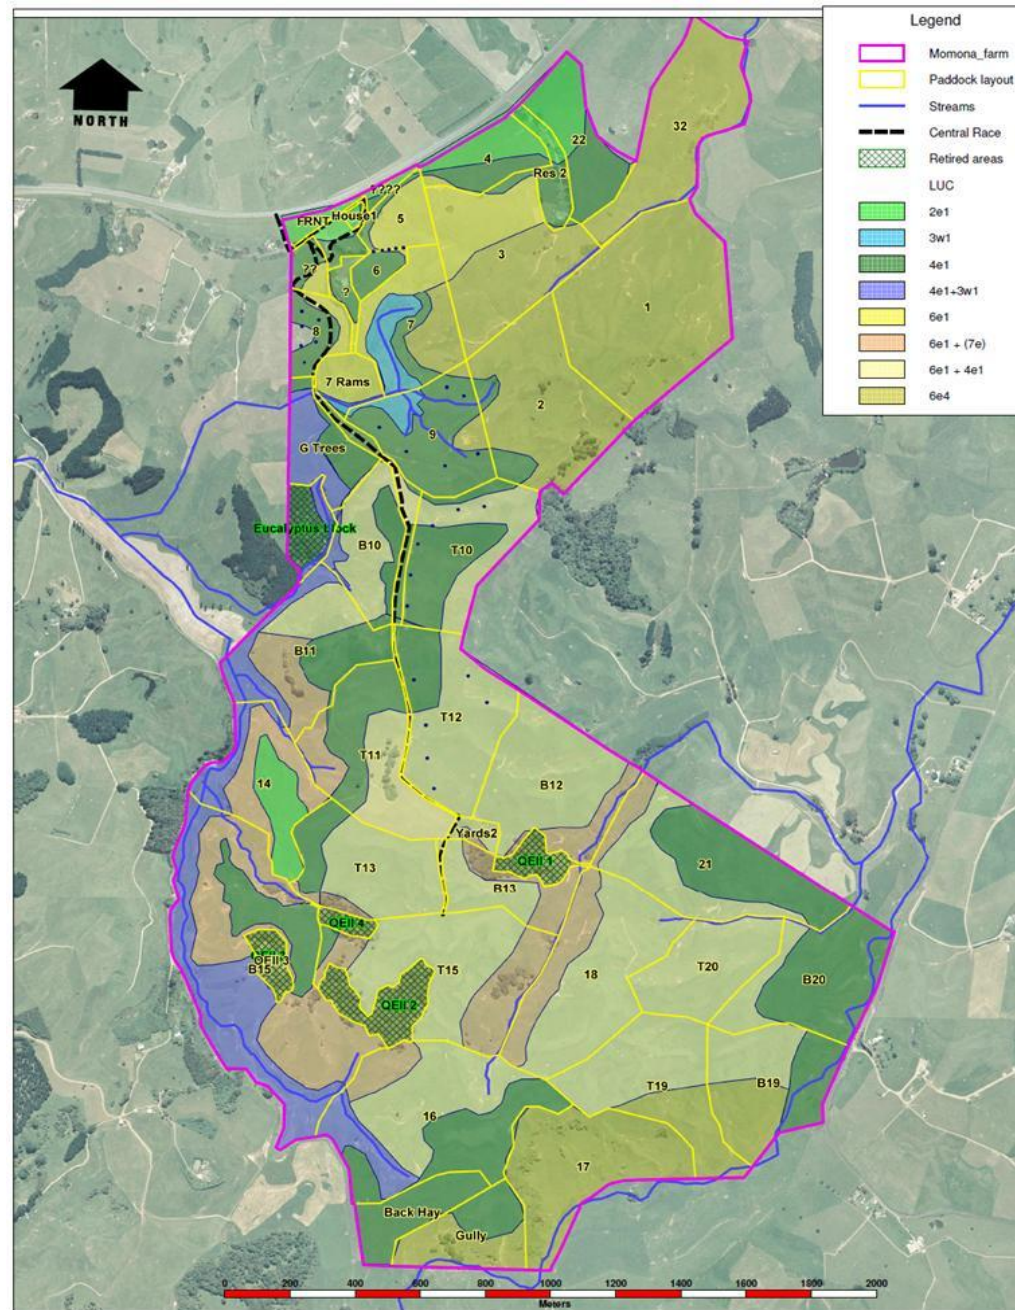 Legend
Momona_farm
Paddock layout
Streams
Central Race
Retired areas
LUC
2e1
3w1
4e1
4e1+3w1
6e1
6e1 + (7e)
6e1 + 4e1
6e4
NORTH
32
22
4
Res 2
????
House1
FRNT
5
3
??
6
?
1
8
7
7 Rams
2
9
G Trees
Eucalyptus block
B10
T10
B11
T12
T11
14
B12
Yards2
T13
QEII 1
B13
21
QEII 4
QEII 3
B15
T15
18
T20
B20
QEII 2
T19
B19
16
17
Back Hay
Gully
0 200 400 600 800 1000 1200 1400 1600 1800 2000
Meters